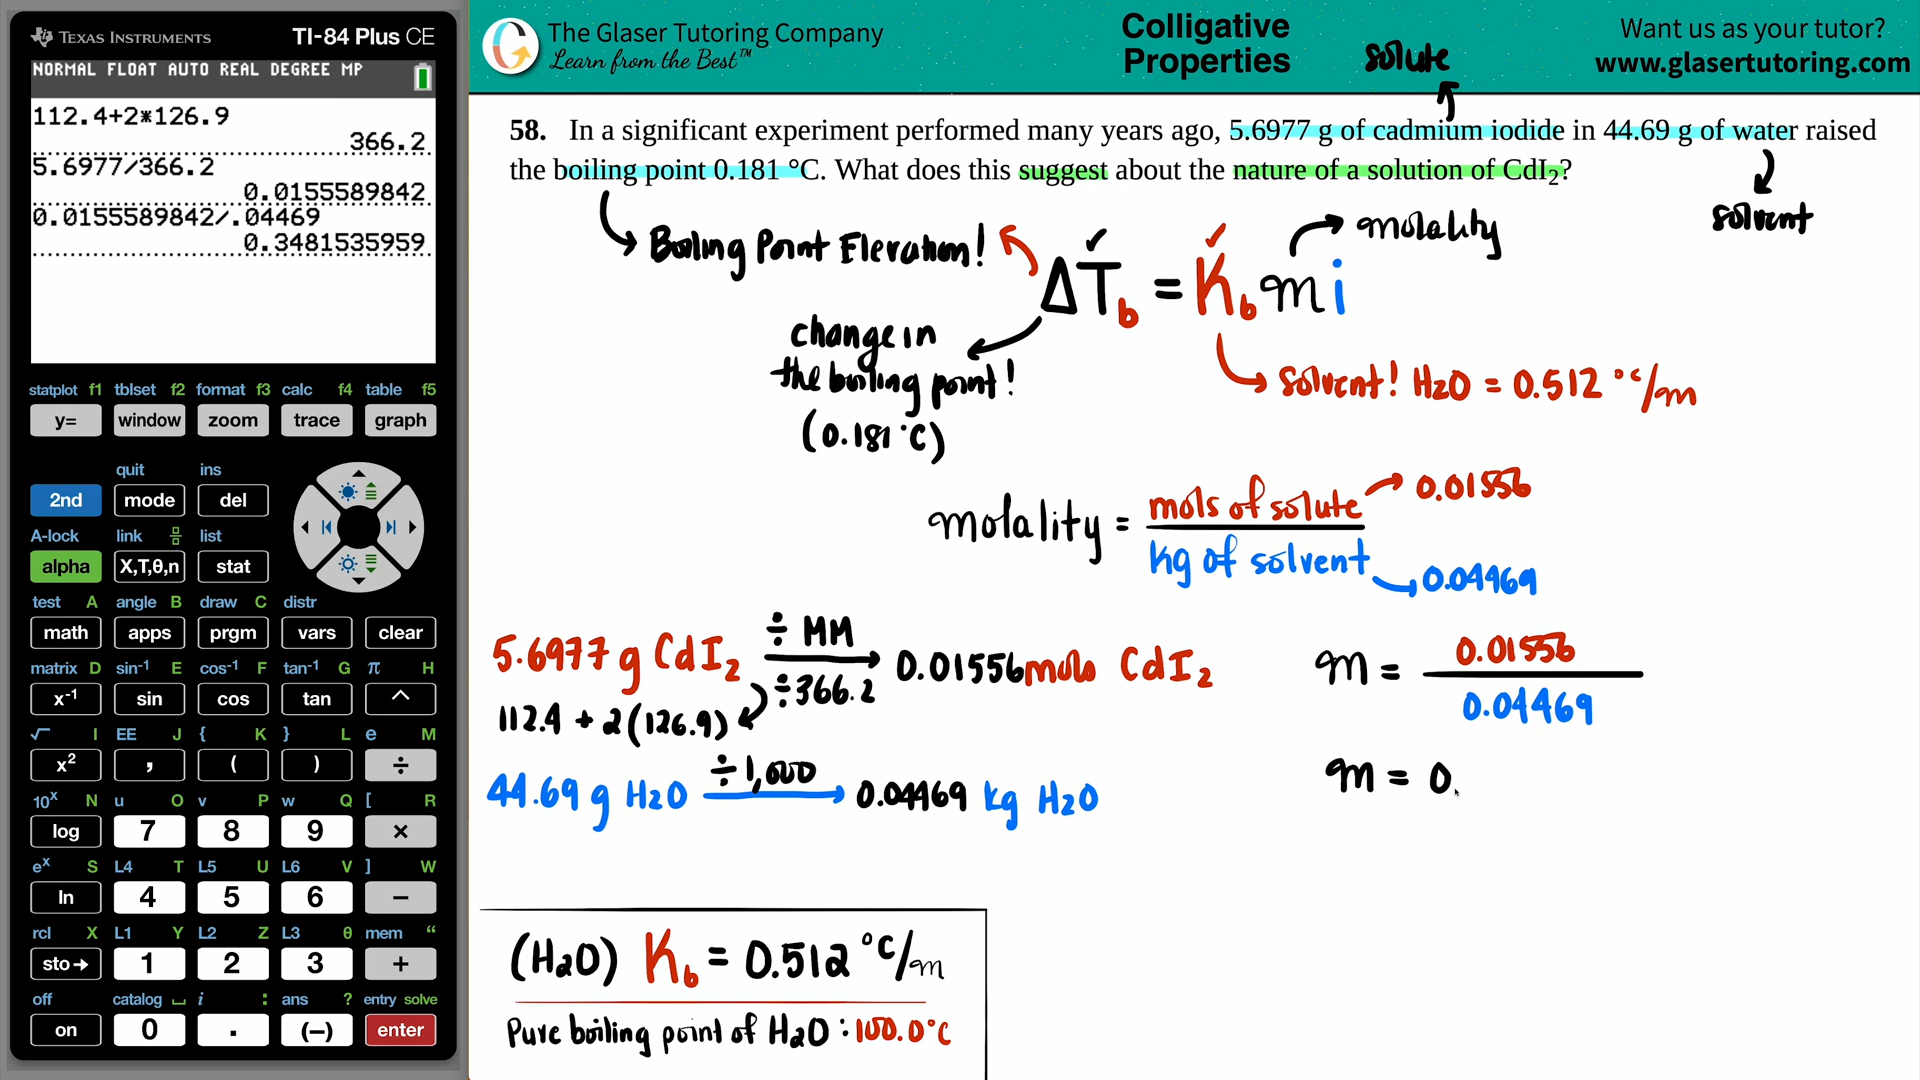 TEXAS INSTRUMENTS TI-84 Plus CE
NORMAL FLOAT AUTO REAL DEGREE MP
112.4+2*126.9
366.2
5.6977/366.2
0.0155589842
0.0155589842/.04469
0.3481535959
statplot f1 tblset f2 format f3 calc f4 table f5
y= window zoom trace graph
quit ins
2nd mode del
A-lock link list
alpha X,T,θ,n stat
test A angle B draw C distr
math apps prgm vars clear
matrix D sin⁻¹ E cos⁻¹ F tan⁻¹ G π H
x⁻¹ sin cos tan ^
√ I EE J { K } L e M
x² , ( ) ÷
10ˣ N u O v P w Q [ R
log 7 8 9 ×
eˣ S L4 T L5 U L6 V ] W
ln 4 5 6 −
rcl X L1 Y L2 Z L3 θ mem “
sto→ 1 2 3 +
off catalog ⎵ i : ans ? entry solve
on 0 . (−) enter
The Glaser Tutoring Company
Learn from the Best™
Colligative
Properties
Want us as your tutor?
www.glasertutoring.com
solute
58. In a significant experiment performed many years ago, 5.6977 g of cadmium iodide in 44.69 g of water raised
the boiling point 0.181 °C. What does this suggest about the nature of a solution of CdI₂?
solvent
Boiling Point Elevation!
molality
ΔT_b = K_b m i
change in
the boiling point!
(0.181 °C)
solvent! H₂O = 0.512 °C/m
molality = mols of solute → 0.01556
kg of solvent → 0.04469
5.6977 g CdI₂ ÷ MM → 0.01556 mols CdI₂
÷ 366.2
112.4 + 2(126.9)
44.69 g H₂O ÷ 1,000 → 0.04469 kg H₂O
m = 0.01556
0.04469
m = 0.
(H₂O) K_b = 0.512 °C/m
Pure boiling point of H₂O : 100.0°C